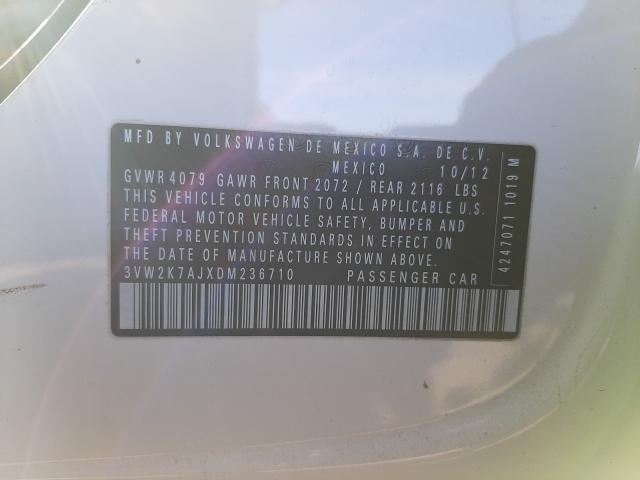 MFD BY VOLKSWAGEN DE MEXICO S.A. DE C.V.
MEXICO 10/12
GVWR 4079 GAWR FRONT 2072 / REAR 2116 LBS
THIS VEHICLE CONFORMS TO ALL APPLICABLE U.S.
FEDERAL MOTOR VEHICLE SAFETY, BUMPER AND
THEFT PREVENTION STANDARDS IN EFFECT ON
THE DATE OF MANUFACTURE SHOWN ABOVE.
3VW2K7AJXDM236710 PASSENGER CAR
4247071 1019 M